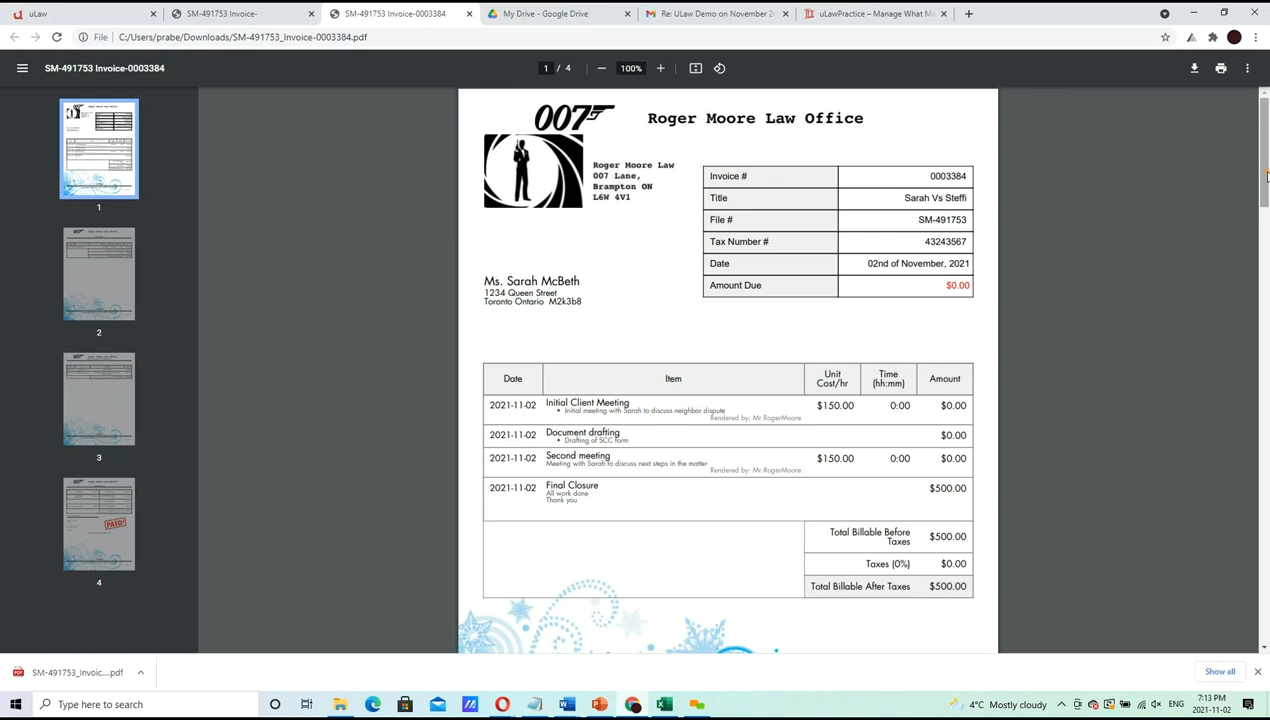 uLaw
SM-491753 Invoice-
SM-491753 Invoice-0003384
My Drive - Google Drive
Re: ULaw Demo on November 2
uLawPractice – Manage What Ma
File
C:/Users/prabe/Downloads/SM-491753_Invoice-0003384.pdf
SM-491753 Invoice-0003384
1 / 4
100%
1
2
3
PAID!
4
007
Roger Moore Law Office
Roger Moore Law
007 Lane,
Brampton ON
L6W 4V1
Invoice # 0003384
Title Sarah Vs Steffi
File # SM-491753
Tax Number # 43243567
Date 02nd of November, 2021
Amount Due $0.00
Ms. Sarah McBeth
1234 Queen Street
Toronto Ontario M2k3b8
Date Item Unit Cost/hr Time (hh:mm) Amount
2021-11-02 Initial Client Meeting $150.00 0:00 $0.00
• Initial meeting with Sarah to discuss neighbor dispute
Rendered by: Mr.RogerMoore
2021-11-02 Document drafting $0.00
• Drafting of SCC form
2021-11-02 Second meeting $150.00 0:00 $0.00
Meeting with Sarah to discuss next steps in the matter
Rendered by: Mr.RogerMoore
2021-11-02 Final Closure $500.00
All work done
Thank you
Total Billable Before Taxes $500.00
Taxes (0%) $0.00
Total Billable After Taxes $500.00
SM-491753_Invoic....pdf
Show all
Type here to search
4°C Mostly cloudy
ENG
7:13 PM
2021-11-02